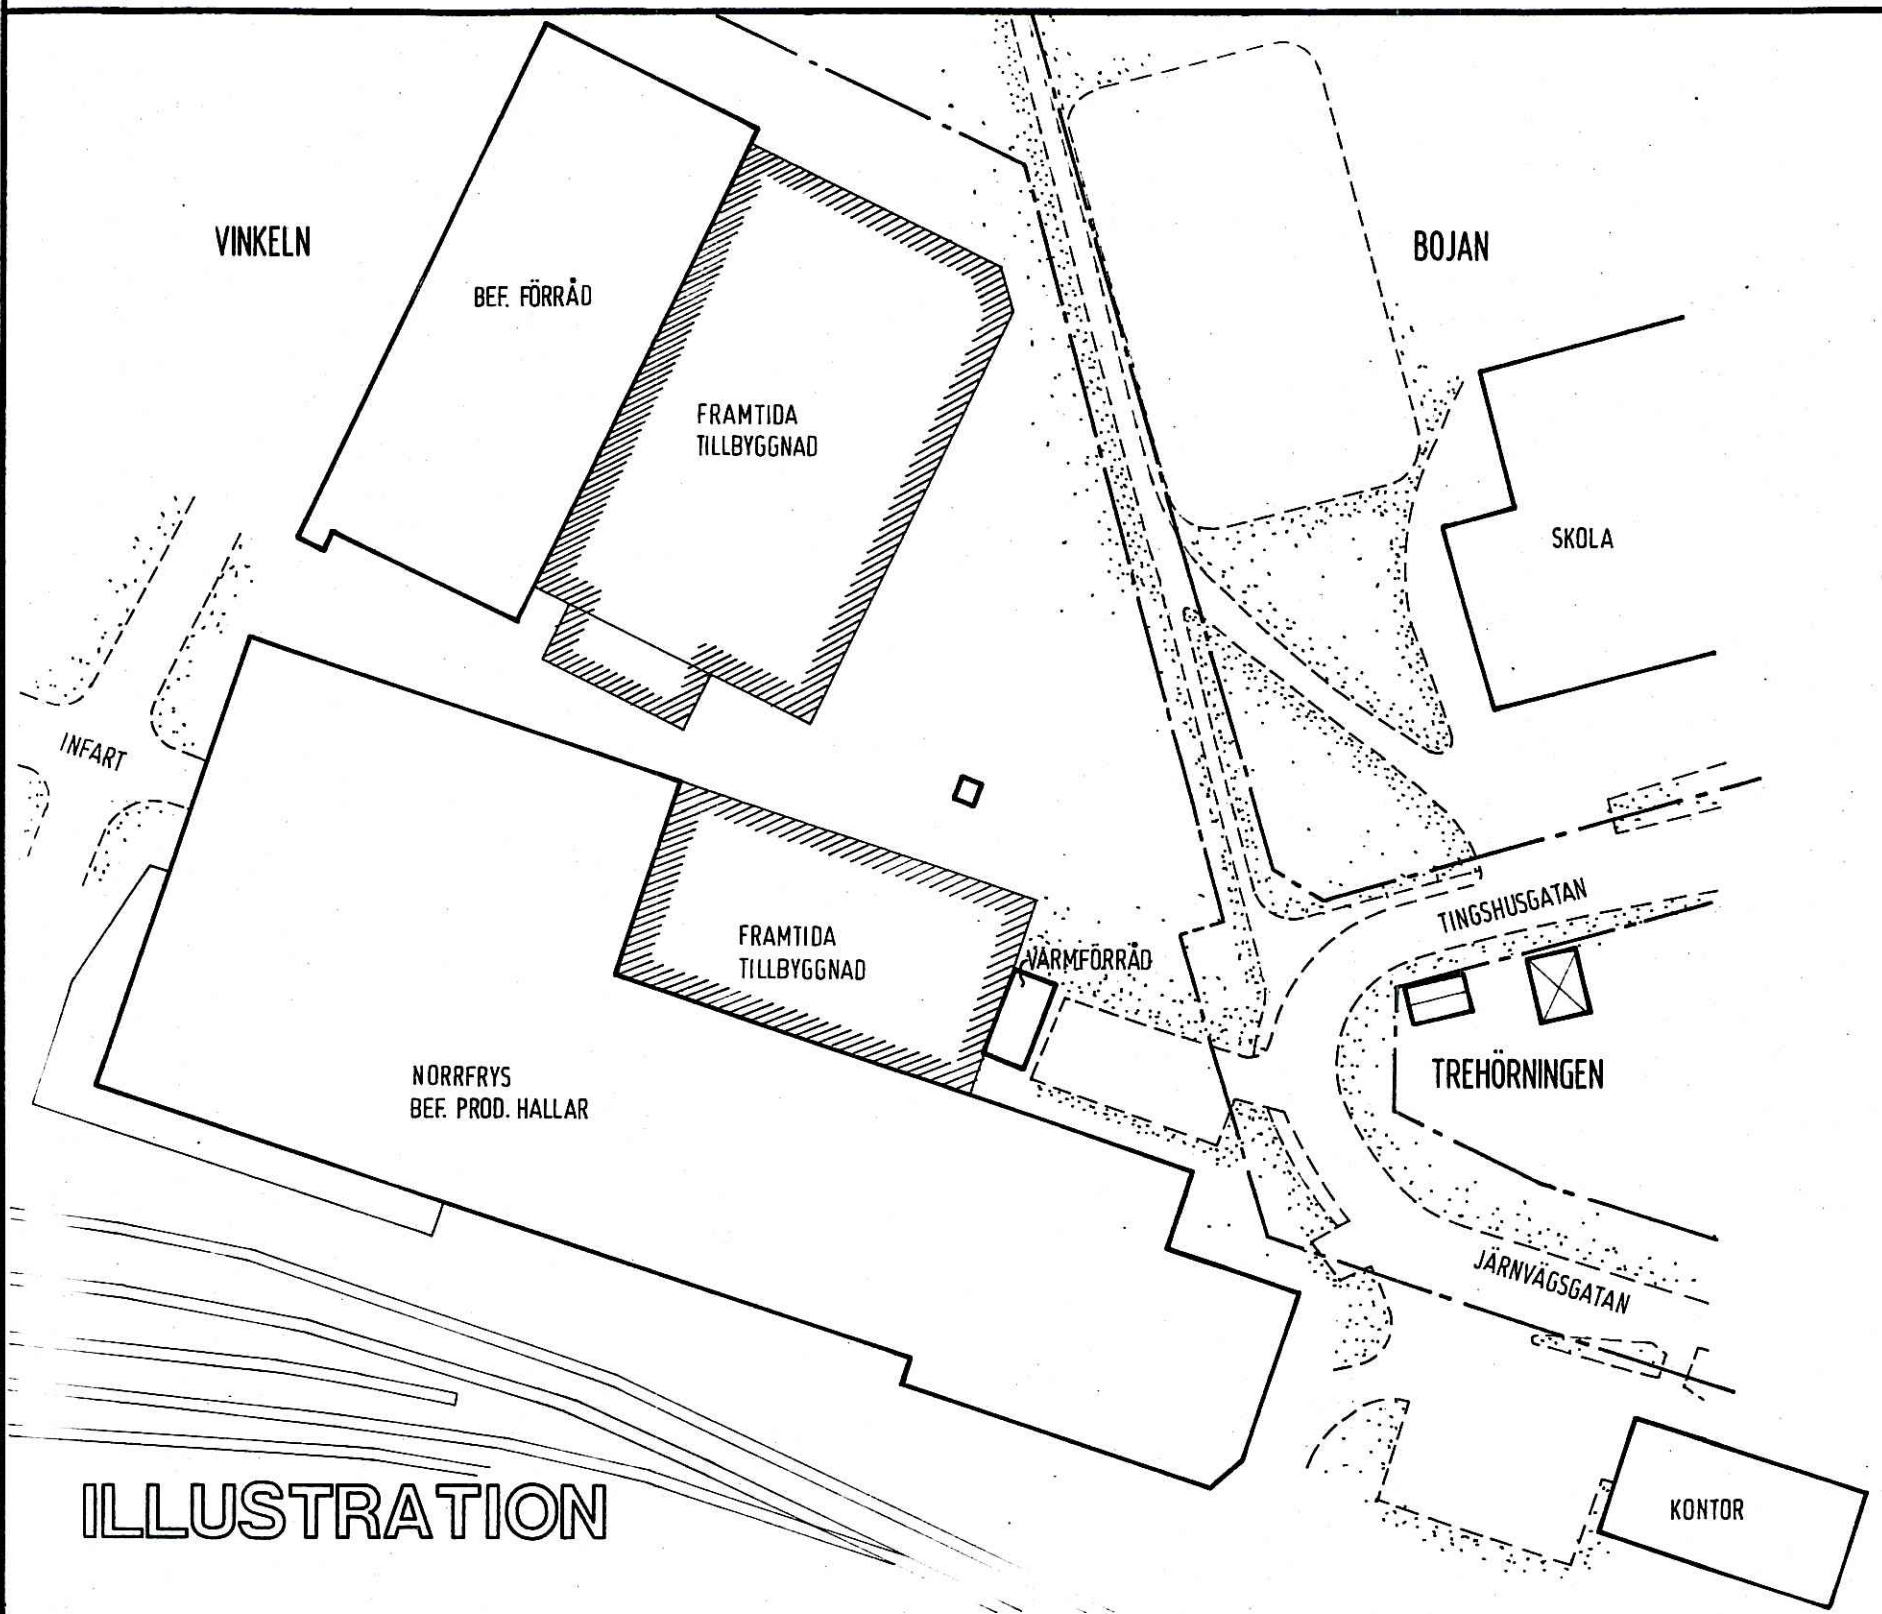 VINKELN
BOJAN
BEF. FÖRRÅD
FRAMTIDA
TILLBYGGNAD
SKOLA
INFART
TINGSHUSGATAN
FRAMTIDA
TILLBYGGNAD
VARMFÖRRÅD
TREHÖRNINGEN
NORRFRYS
BEF. PROD. HALLAR
JÄRNVÄGSGATAN
ILLUSTRATION
KONTOR